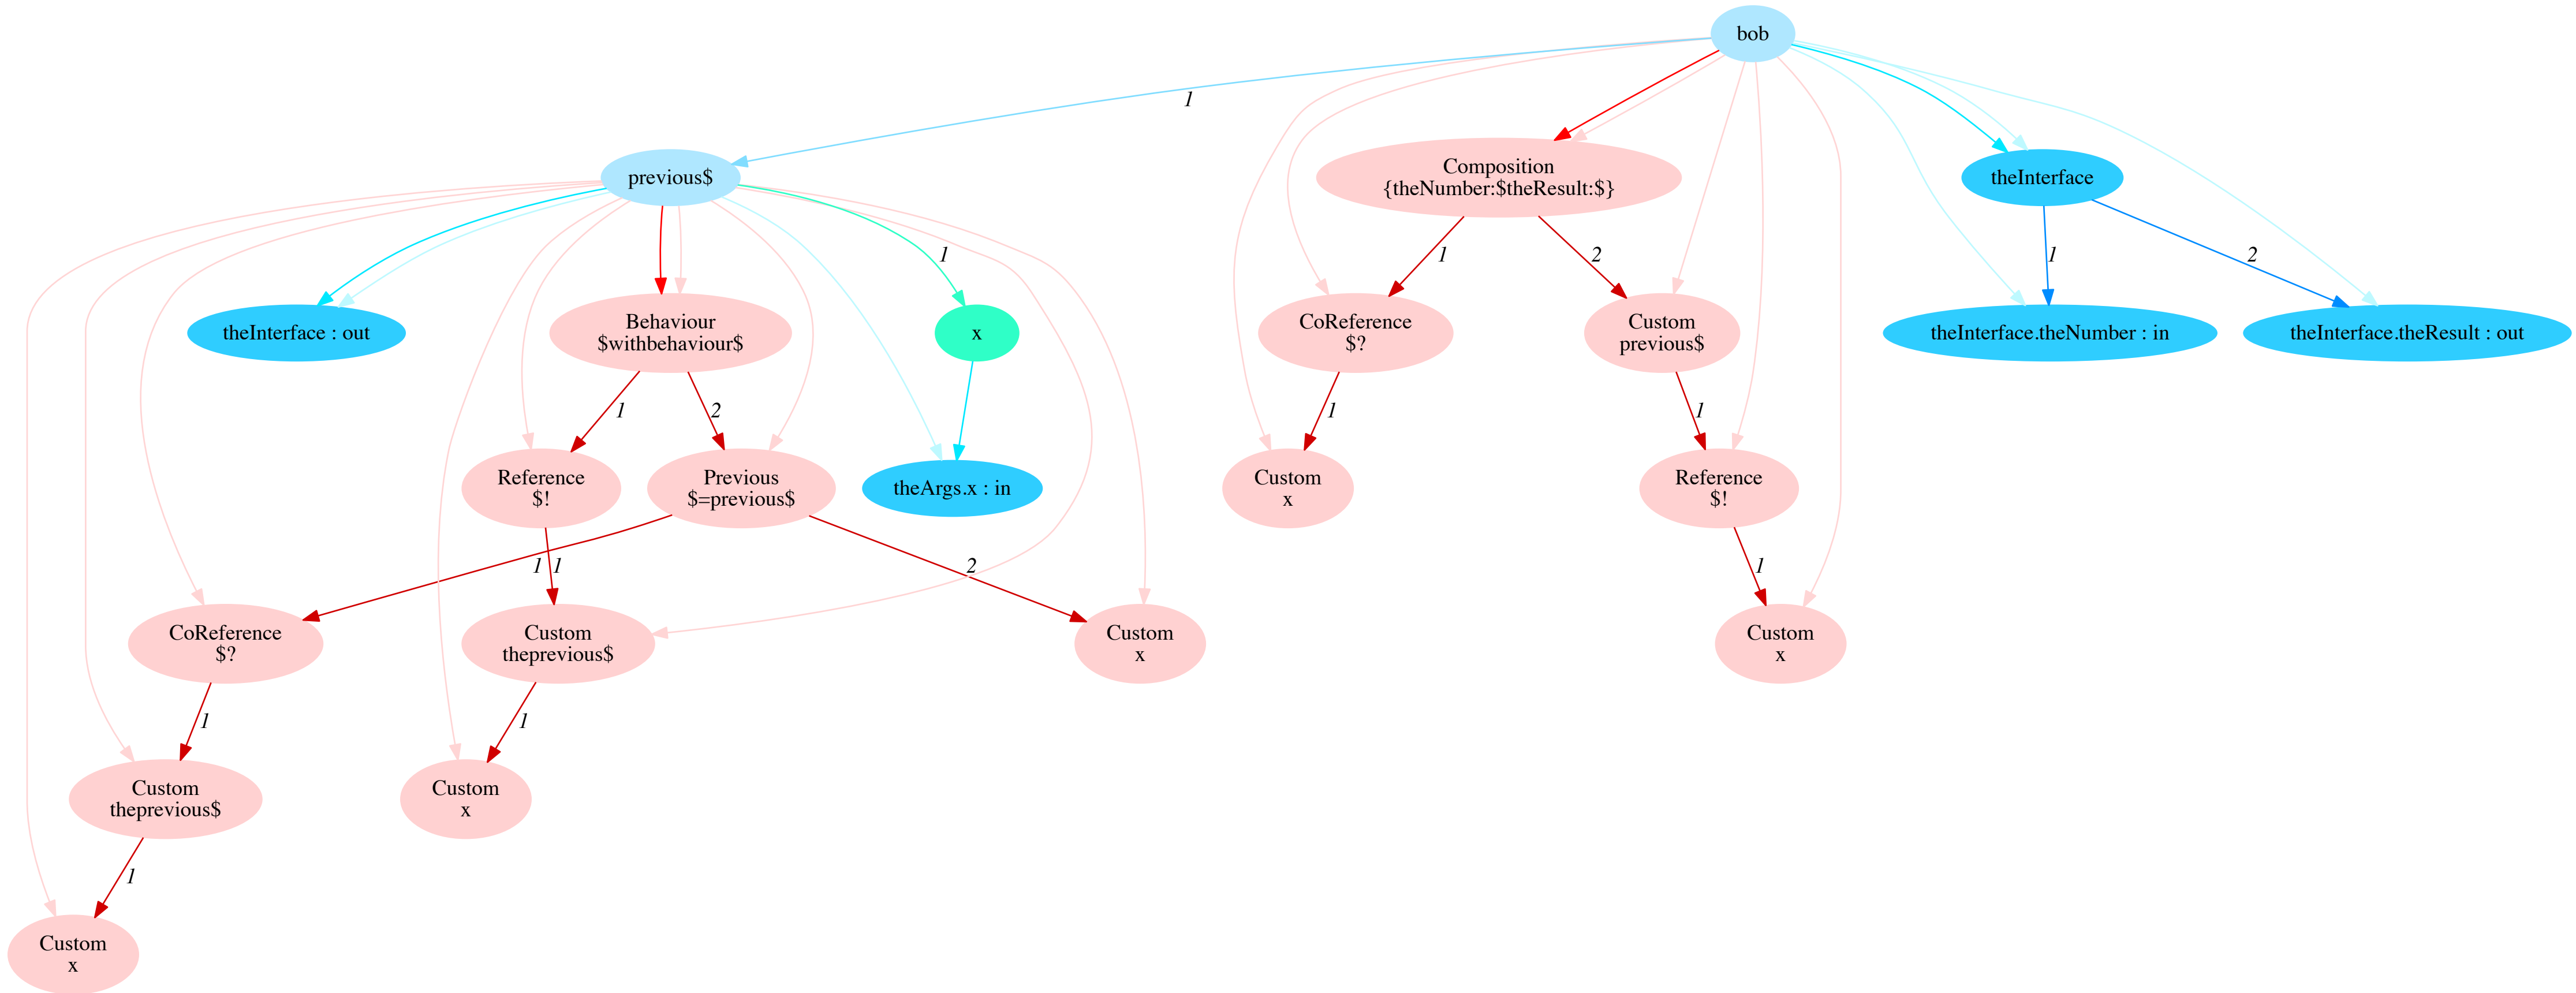 bob
1
previous$
Composition
{theNumber:$theResult:$}
theInterface
1
1
2
1
2
theInterface : out
Behaviour
$withbehaviour$
x
CoReference
$?
Custom
previous$
theInterface.theNumber : in
theInterface.theResult : out
1
2
1
1
Reference
$!
Previous
$=previous$
theArgs.x : in
Custom
x
Reference
$!
1
1
2
1
CoReference
$?
Custom
theprevious$
Custom
x
Custom
x
1
1
Custom
theprevious$
Custom
x
1
Custom
x